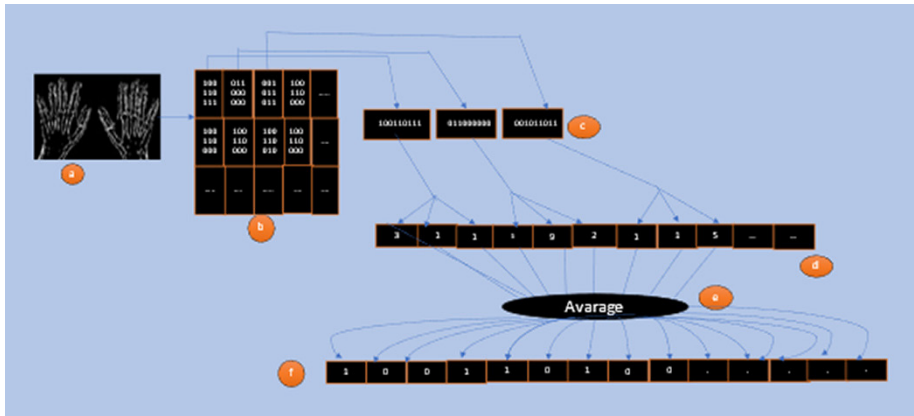 100 011 001 100 ....
110 000 011 110
111 000 011 000
100 100 100 100 ...
110 110 110 110
000 000 010 000
.... .... .... .... ...
100110111 011000000 001011011
a
b
c
3 1 1 9 2 1 1 5 ... ...
d
e
Avarage
f
1 0 0 1 1 0 1 0 0 . . . . .